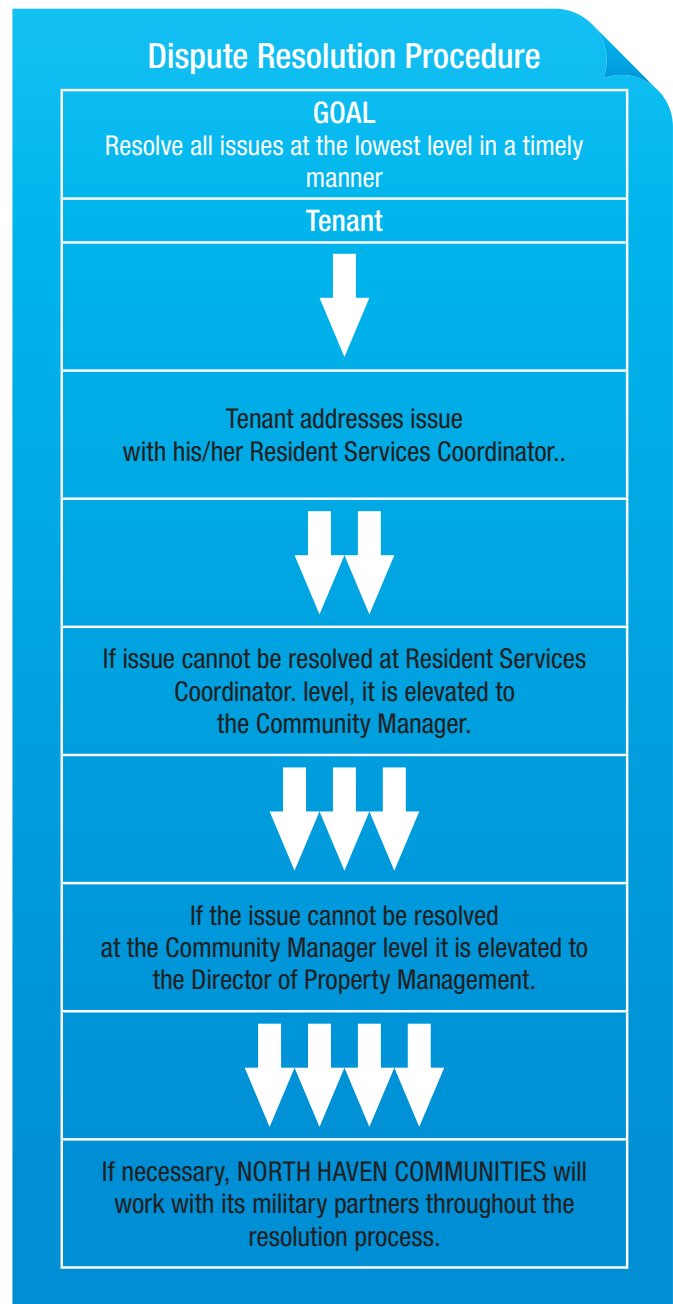 Dispute Resolution Procedure
GOAL
Resolve all issues at the lowest level in a timely
manner
Tenant
Tenant addresses issue
with his/her Resident Services Coordinator..
If issue cannot be resolved at Resident Services
Coordinator. level, it is elevated to
the Community Manager.
If the issue cannot be resolved
at the Community Manager level it is elevated to
the Director of Property Management.
If necessary, NORTH HAVEN COMMUNITIES will
work with its military partners throughout the
resolution process.